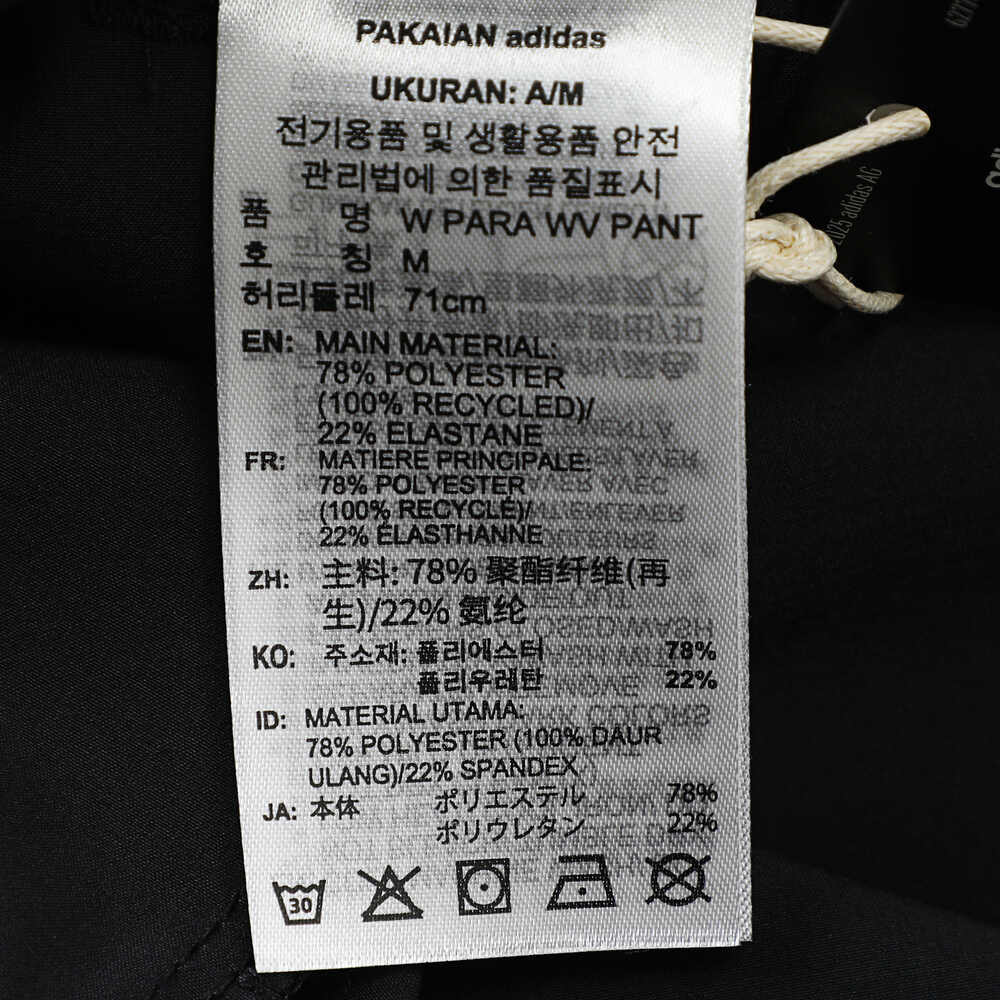 PAKAIAN adidas
UKURAN: A/M
전기용품 및 생활용품 안전
관리법에 의한 품질표시
품 명 W PARA WV PANT
호 칭 M
허리둘레 71cm
EN: MAIN MATERIAL:
78% POLYESTER
(100% RECYCLED)/
22% ELASTANE
FR: MATIERE PRINCIPALE:
78% POLYESTER
(100% RECYCLÉ)/
22% ÉLASTHANNE
ZH: 主料: 78% 聚酯纤维(再
生)/22% 氨纶
KO: 주소재: 폴리에스터 78%
폴리우레탄 22%
ID: MATERIAL UTAMA:
78% POLYESTER (100% DAUR
ULANG)/22% SPANDEX
JA: 本体 ポリエステル 78%
ポリウレタン 22%
30
2025 adidas AG